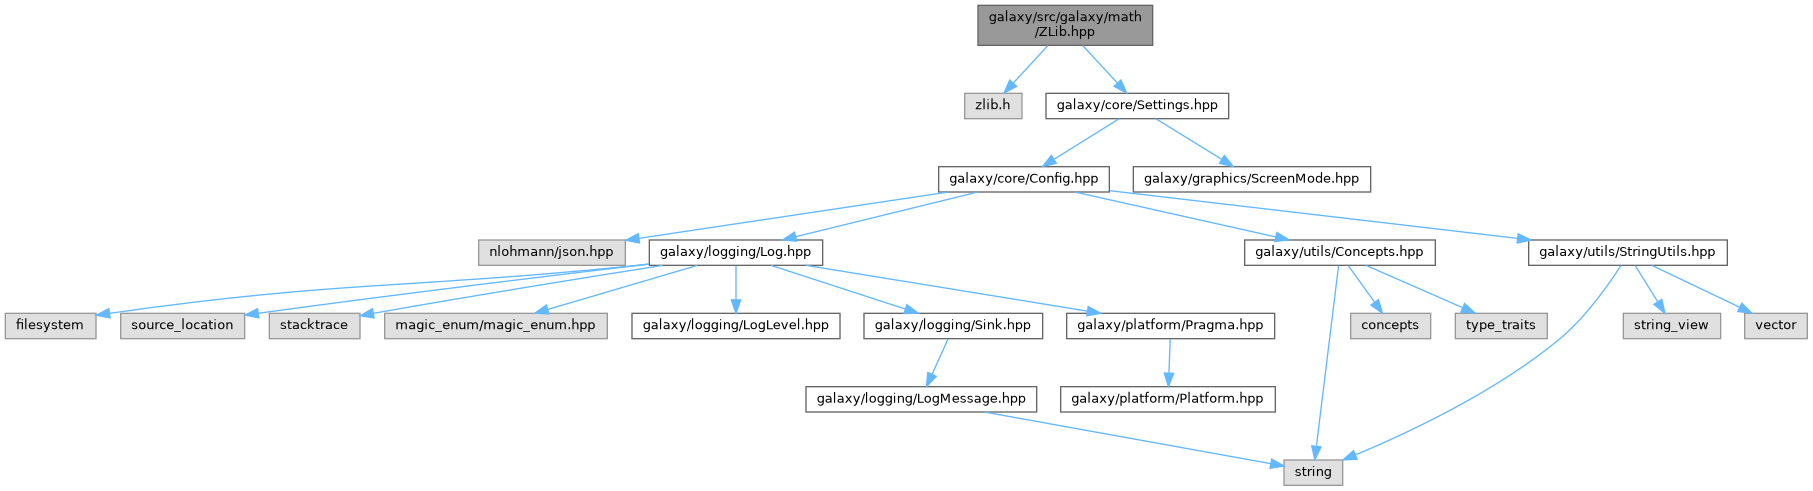 galaxy/src/galaxy/math
/ZLib.hpp
zlib.h
galaxy/core/Settings.hpp
galaxy/core/Config.hpp
galaxy/graphics/ScreenMode.hpp
nlohmann/json.hpp
galaxy/logging/Log.hpp
galaxy/utils/Concepts.hpp
galaxy/utils/StringUtils.hpp
filesystem
source_location
stacktrace
magic_enum/magic_enum.hpp
galaxy/logging/LogLevel.hpp
galaxy/logging/Sink.hpp
galaxy/platform/Pragma.hpp
concepts
type_traits
string_view
vector
galaxy/logging/LogMessage.hpp
galaxy/platform/Platform.hpp
string